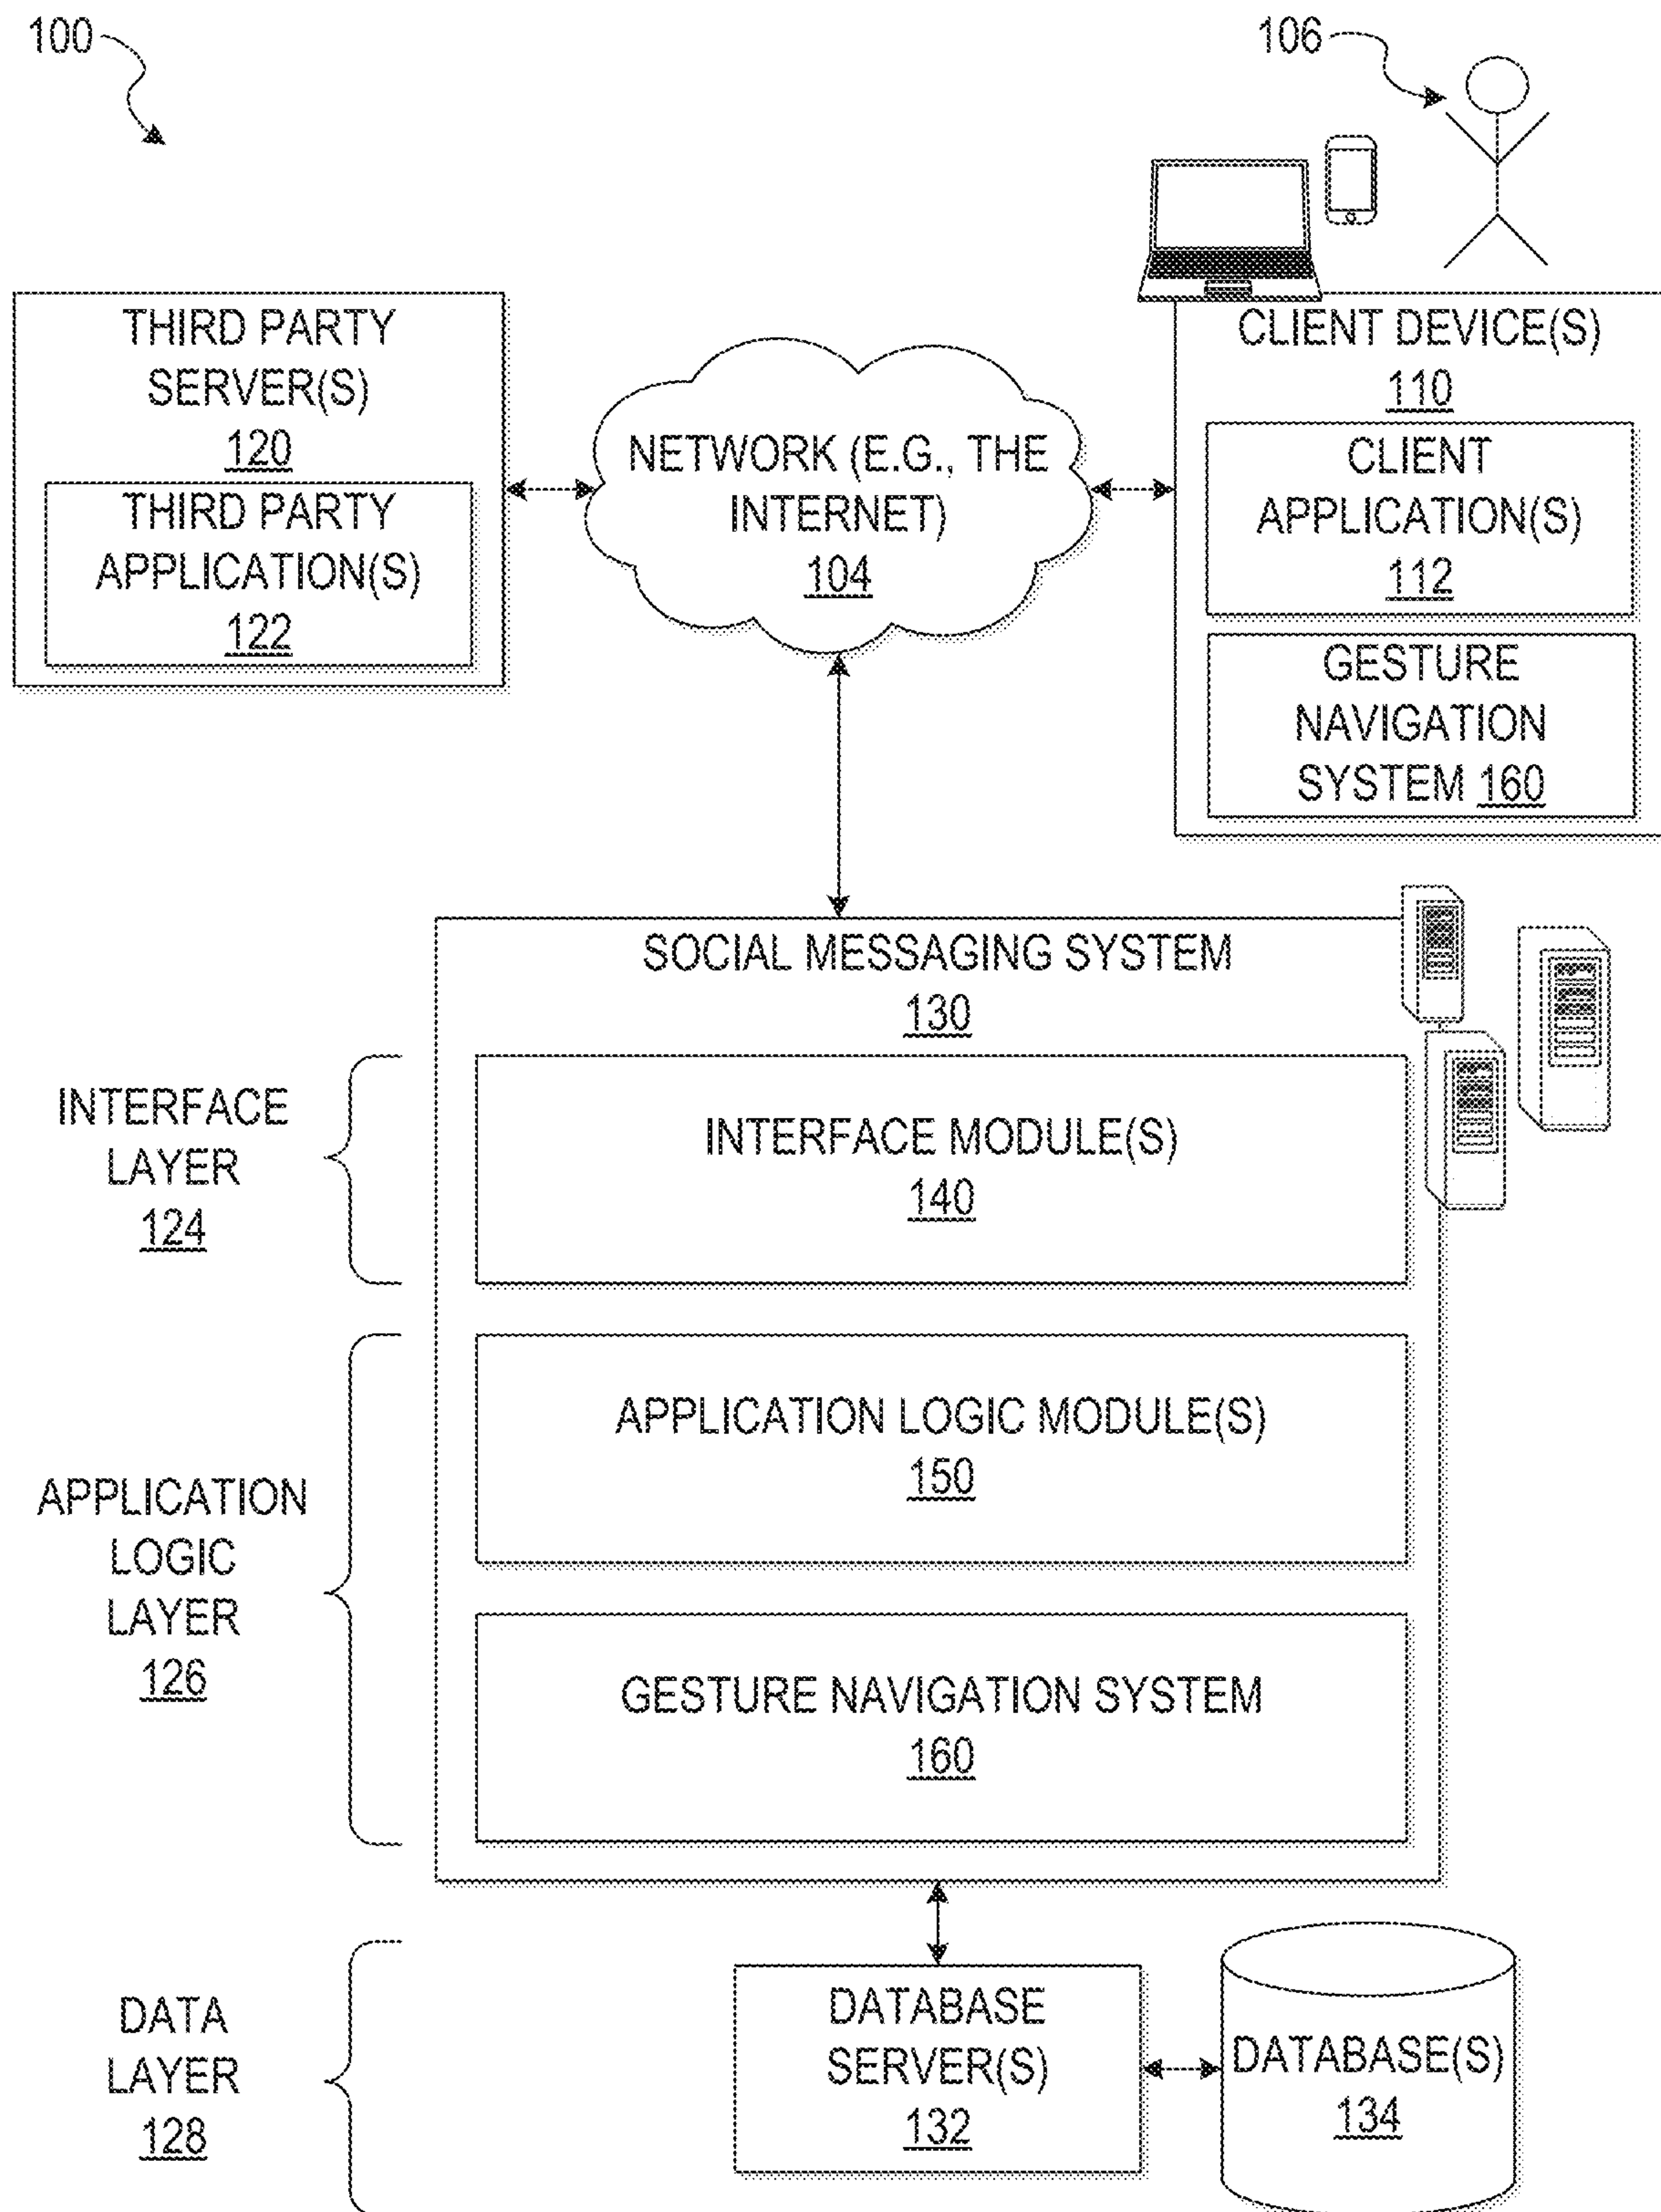 100
106
THIRD PARTY
SERVER(S)
120
THIRD PARTY
APPLICATION(S)
122
NETWORK (E.G., THE
INTERNET)
104
CLIENT DEVICE(S)
110
CLIENT
APPLICATION(S)
112
GESTURE
NAVIGATION
SYSTEM 160
SOCIAL MESSAGING SYSTEM
130
INTERFACE
LAYER
124
INTERFACE MODULE(S)
140
APPLICATION
LOGIC
LAYER
126
APPLICATION LOGIC MODULE(S)
150
GESTURE NAVIGATION SYSTEM
160
DATA
LAYER
128
DATABASE
SERVER(S)
132
DATABASE(S)
134